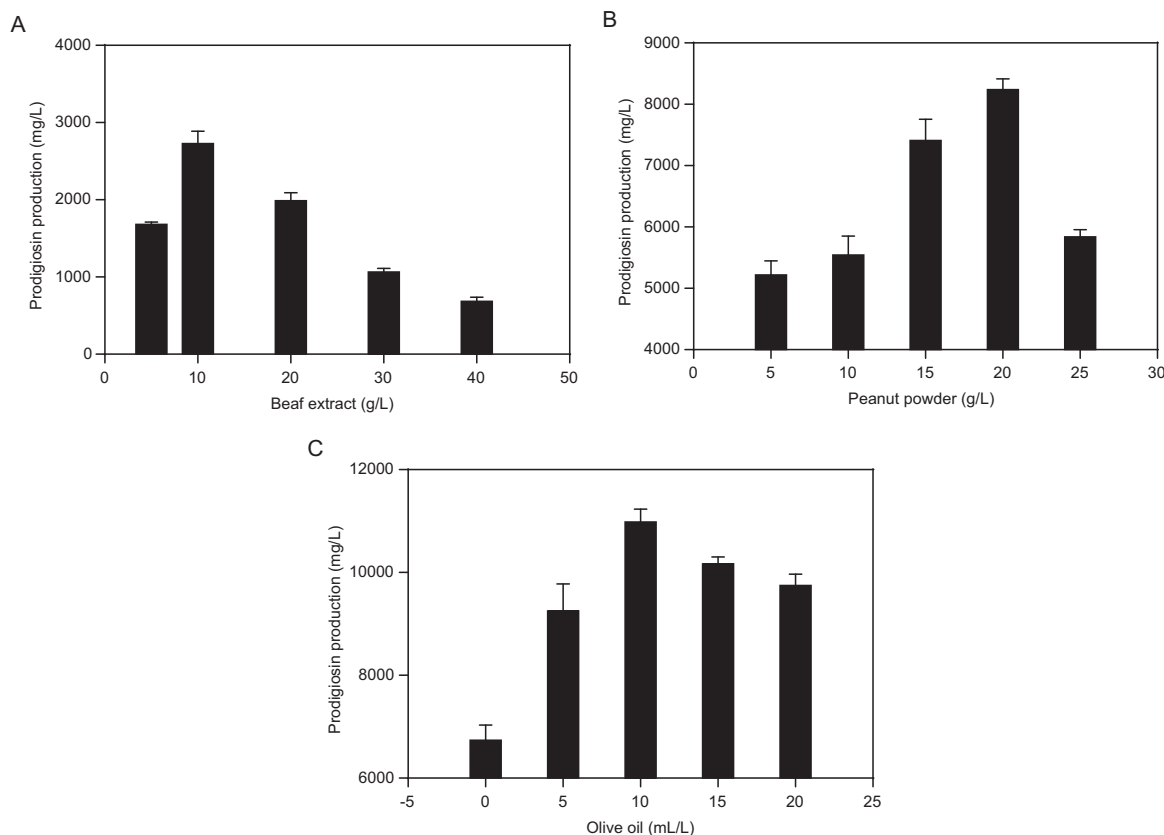 A
Prodigiosin production (mg/L)
4000
3000
2000
1000
0
0 10 20 30 40 50
Beaf extract (g/L)
B
Prodigiosin production (mg/L)
9000
8000
7000
6000
5000
4000
0 5 10 15 20 25 30
Peanut powder (g/L)
C
Prodigiosin production (mg/L)
12000
10000
8000
6000
-5 0 5 10 15 20 25
Olive oil (mL/L)